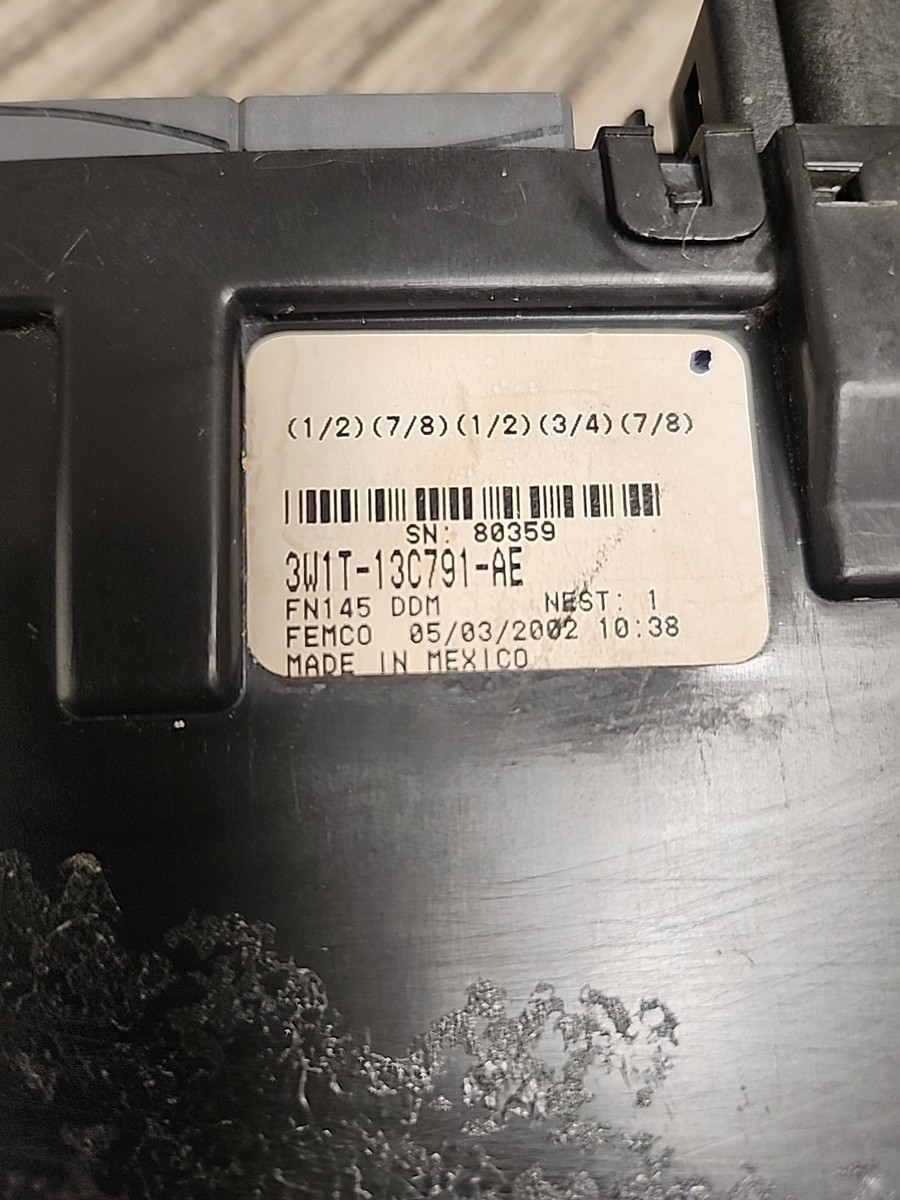 (1/2)(7/8)(1/2)(3/4)(7/8)
SN: 80359
3W1T-13C791-AE
FN145 DDM NEST: 1
FEMCO 05/03/2002 10:38
MADE IN MEXICO